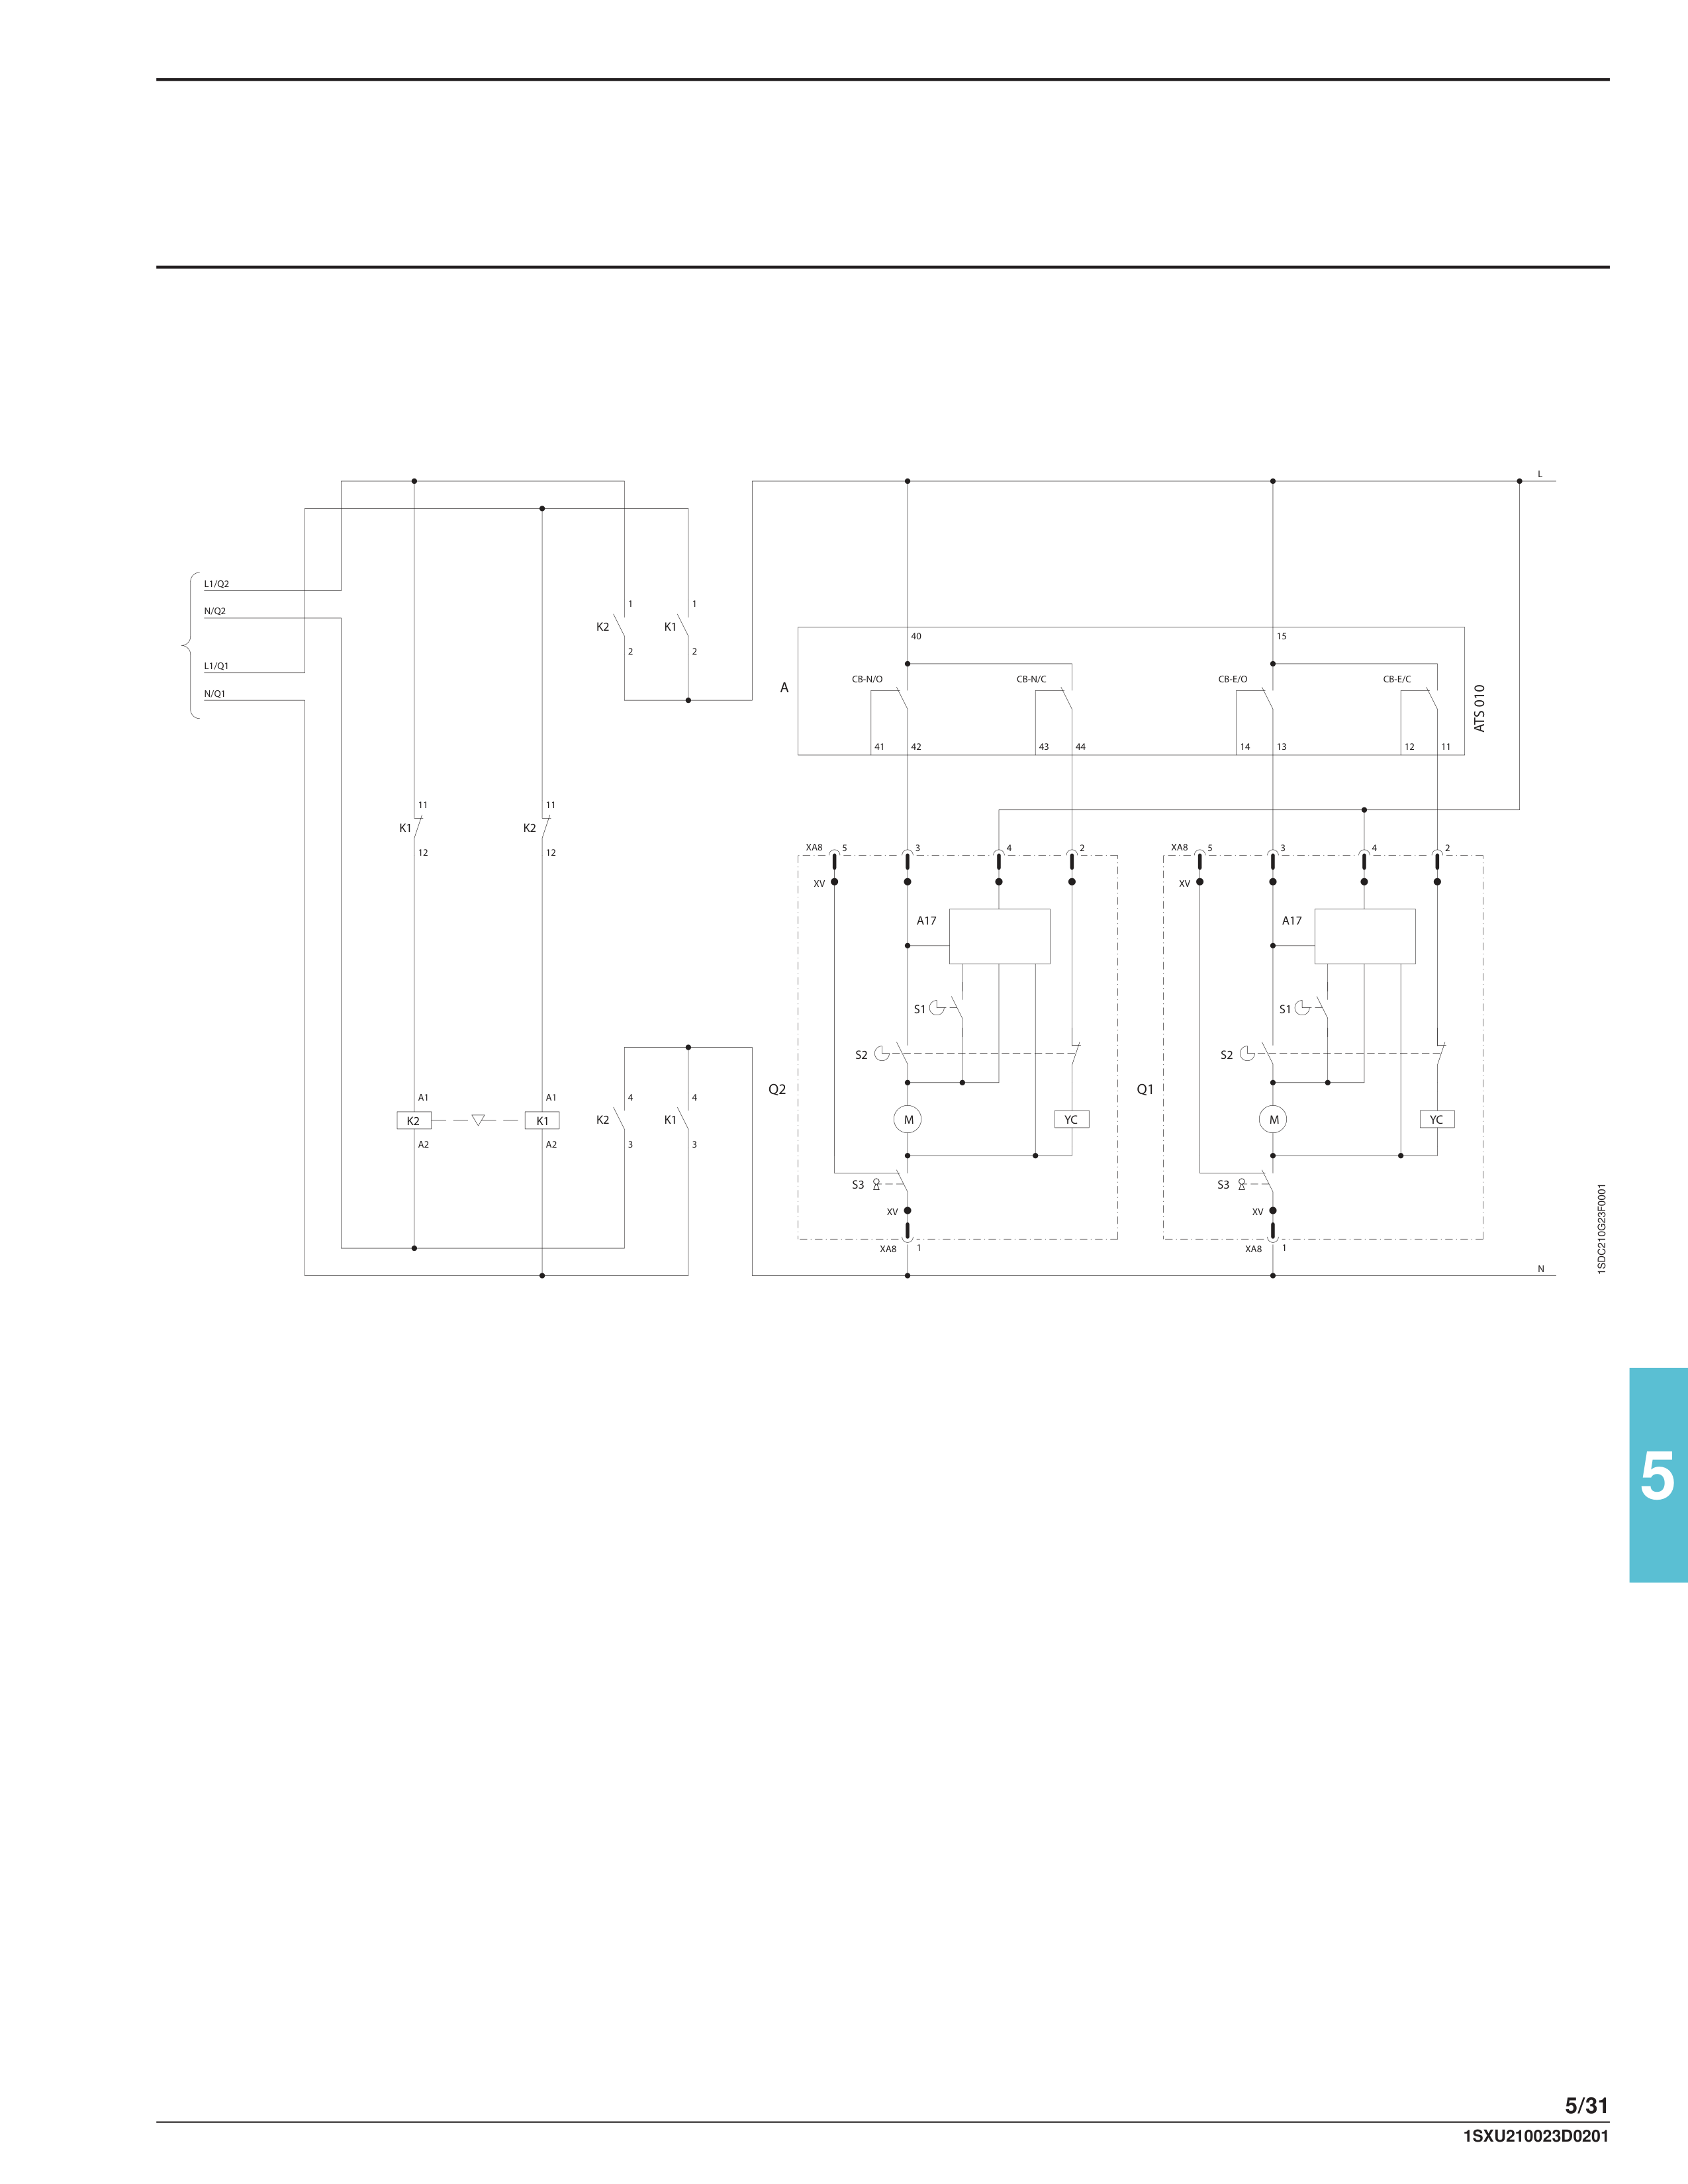 L
L1/Q2
N/Q2
L1/Q1
N/Q1
1 1
K2 K1
2 2
40 15
A
CB-N/O CB-N/C CB-E/O CB-E/C
ATS 010
41 42 43 44 14 13 12 11
11 11
K1 K2
12 12
XA8 5 3 4 2 XA8 5 3 4 2
XV XV
A17 A17
S1 S1
S2 S2
Q2 Q1
A1 A1 4 4
K2 K1 K2 K1 M YC M YC
A2 A2 3 3
S3 S3
XV XV
XA8 1 XA8 1
N
1SDC210G23F0001
5
5/31
1SXU210023D0201